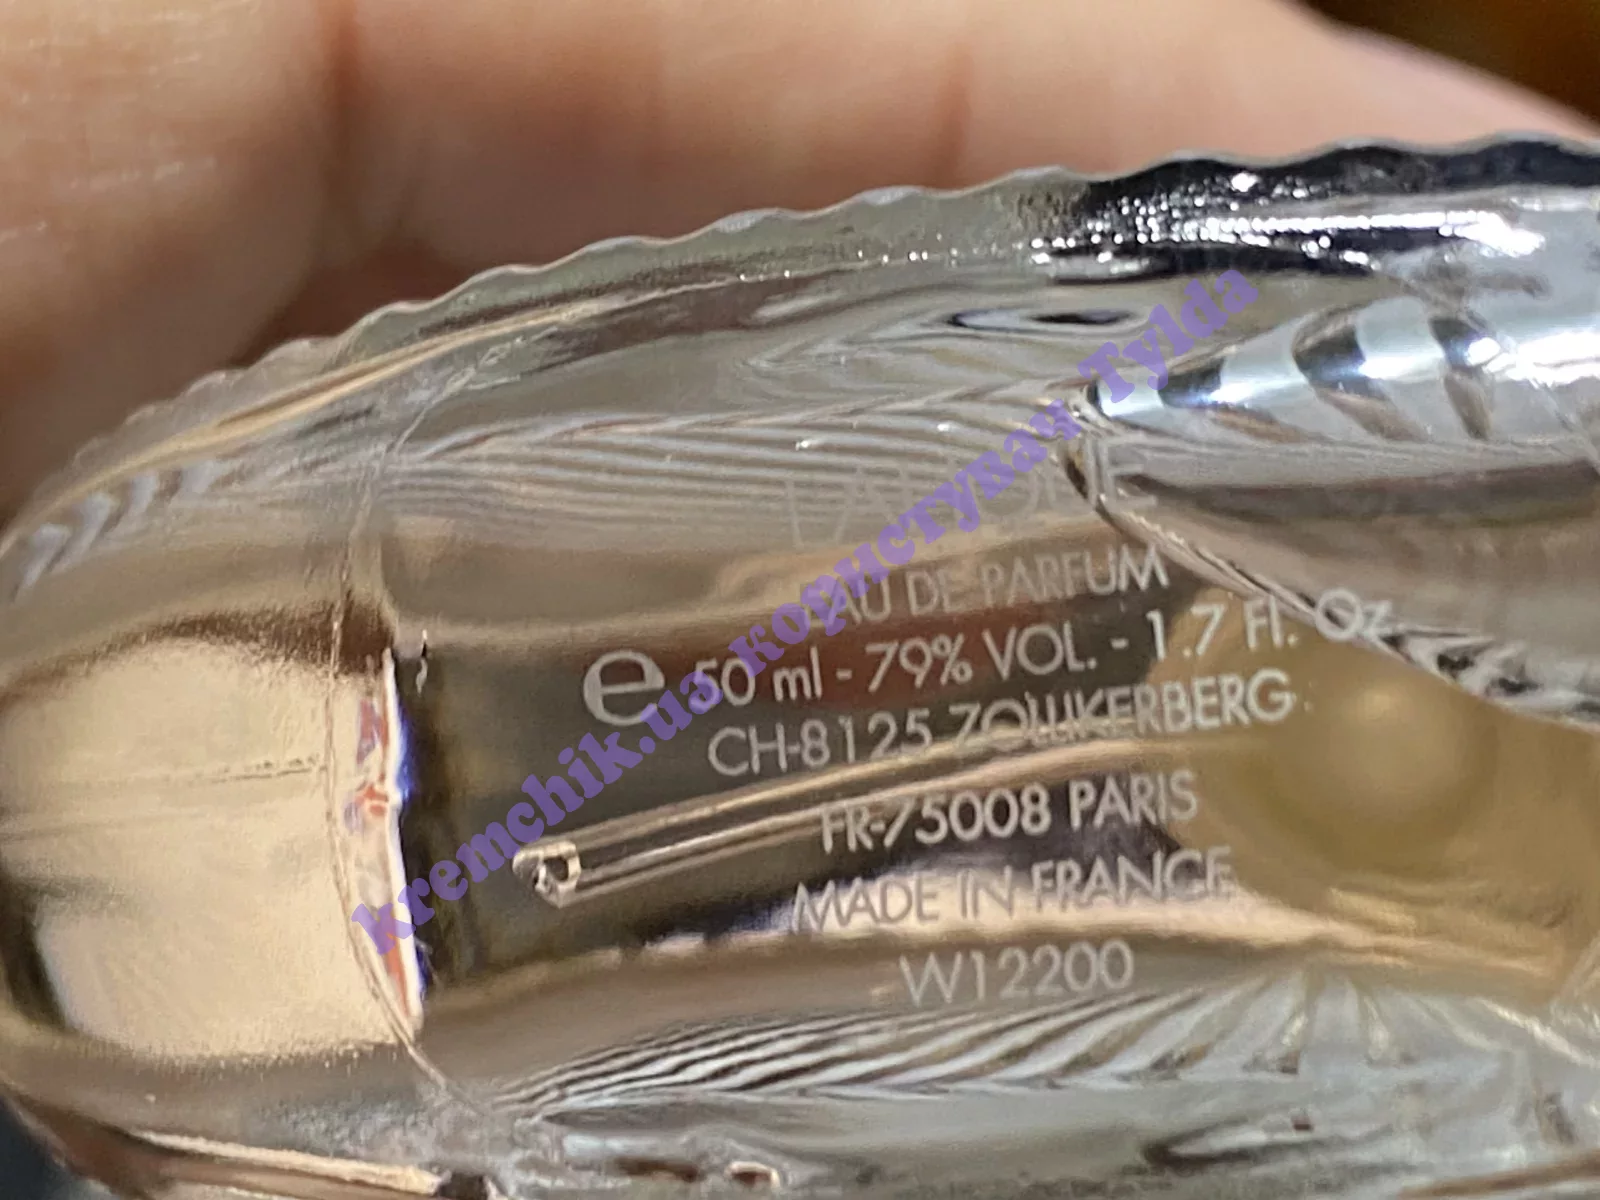 LALIQUE
EAU DE PARFUM
e 50 ml - 79% VOL. - 1.7 Fl. Oz
CH-8125 ZOLLIKERBERG
FR-75008 PARIS
MADE IN FRANCE
W12200
kremchik.ua користувач Tylda